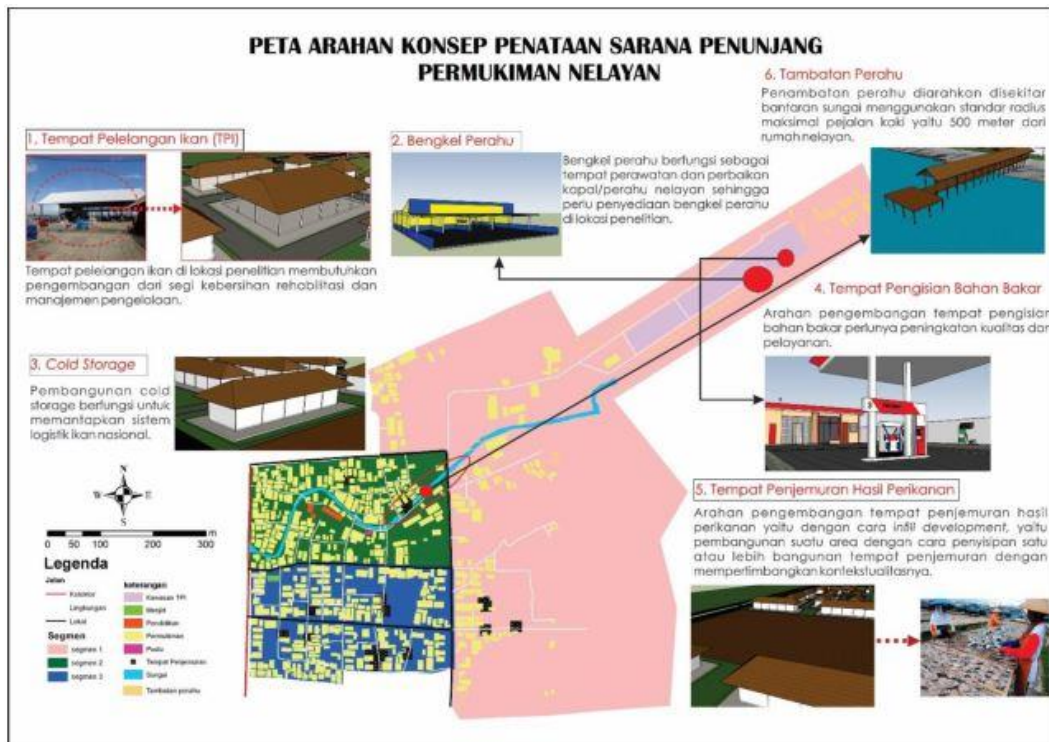 PETA ARAHAN KONSEP PENATAAN SARANA PENUNJANG
PERMUKIMAN NELAYAN
1. Tempat Pelelangan Ikan (TPI)
Tempat pelelangan ikan di lokasi penelitian membutuhkan
pengembangan dari segi kebersihan rehabilitasi dan
manajemen pengelolaan.
2. Bengkel Perahu
Bengkel perahu berfungsi sebagai
tempat perawatan dan perbaikan
kapal/perahu nelayan sehingga
perlu penyediaan bengkel perahu
di lokasi penelitian.
6. Tambatan Perahu
Penambatan perahu diarahkan disekitar
bantaran sungai menggunakan standar radius
maksimal pejalan kaki yaitu 500 meter dari
rumah nelayan.
3. Cold Storage
Pembangunan cold
storage berfungsi untuk
memantapkan sistem
logistik ikan nasional.
4. Tempat Pengisian Bahan Bakar
Arahan pengembangan tempat pengisian
bahan bakar perlunya peningkatan kualitas dan
pelayanan.
5. Tempat Penjemuran Hasil Perikanan
Arahan pengembangan tempat penjemuran hasil
perikanan yaitu dengan cara infill development, yaitu
pembangunan suatu area dengan cara penyisipan satu
atau lebih bangunan tempat penjemuran dengan
mempertimbangkan kontekstualitasnya.
N
W E
S
m
0 50 100 200 300
Legenda
Jalan
Kolektor
Lingkungan
Lokal
Segmen
segmen 1
segmen 2
segmen 3
keterangan
Kawasan TPI
Mesjid
Pendidikan
Permukiman
Pustu
Tempat Penjemuran
Sungai
Tambatan perahu